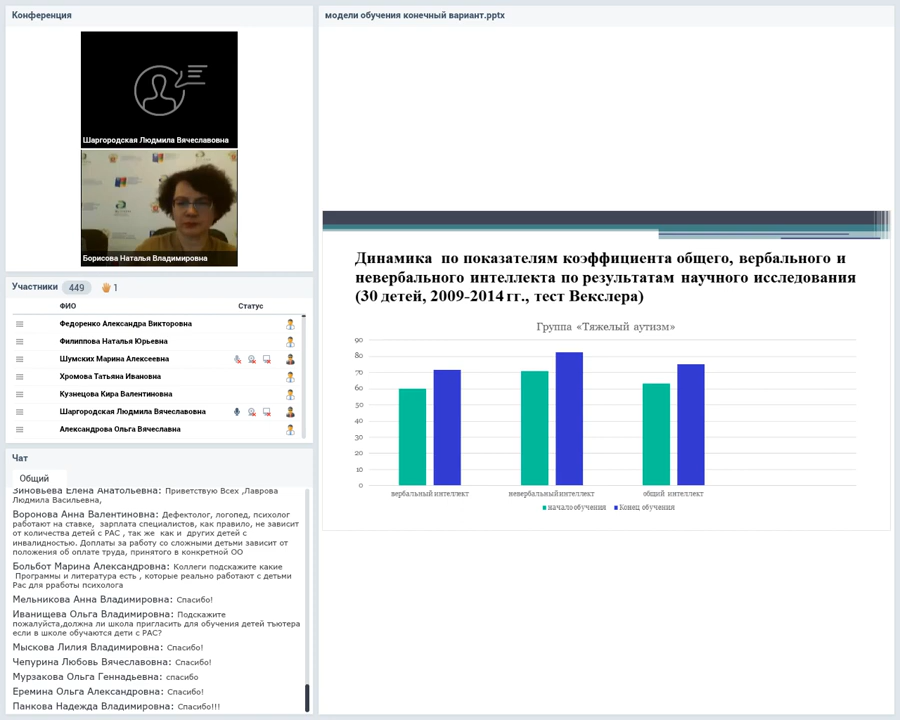 Конференция
Шаргородская Людмила Вячеславовна
Борисова Наталья Владимировна
Участники 449 1
ФИО Статус
Федоренко Александра Викторовна
Филиппова Наталья Юрьевна
Шумских Марина Алексеевна
Хромова Татьяна Ивановна
Кузнецова Кира Валентиновна
Шаргородская Людмила Вячеславовна
Александрова Ольга Вячеславна
Чат
Общий
Зиновьева Елена Анатольевна: Приветствую Всех ,Лаврова
Людмила Васильевна,
Воронова Анна Валентиновна: Дефектолог, логопед, психолог
работают на ставке, зарплата специалистов, как правило, не зависит
от количества детей с РАС , так же как и других детей с
инвалидностью. Доплаты за работу со сложными детьми зависит от
положения об оплате труда, принятого в конкретной ОО
Больбот Марина Александровна: Коллеги подскажите какие
Программы и литература есть , которые реально работают с детьми
Рас для рработы психолога
Мельникова Анна Владимировна: Спасибо!
Иванищева Ольга Владимировна: Подскажите
пожалуйста,должна ли школа пригласить для обучения детей тъютера
если в школе обучаются дети с РАС?
Мыскова Лилия Владимировна: Спасибо!
Чепурина Любовь Вячеславовна: Спасибо!
Мурзакова Ольга Геннадьевна: спасибо
Еремина Ольга Александровна: Спасибо!
Панкова Надежда Владимировна: Спасибо!!!
модели обучения конечный вариант.pptx
Динамика по показателям коэффициента общего, вербального и
невербального интеллекта по результатам научного исследования
(30 детей, 2009-2014 гг., тест Векслера)
Группа «Тяжелый аутизм»
90
80
70
60
50
40
30
20
10
0
вербальный интеллект невербальный интеллект общий интеллект
начало обучения Конец обучения